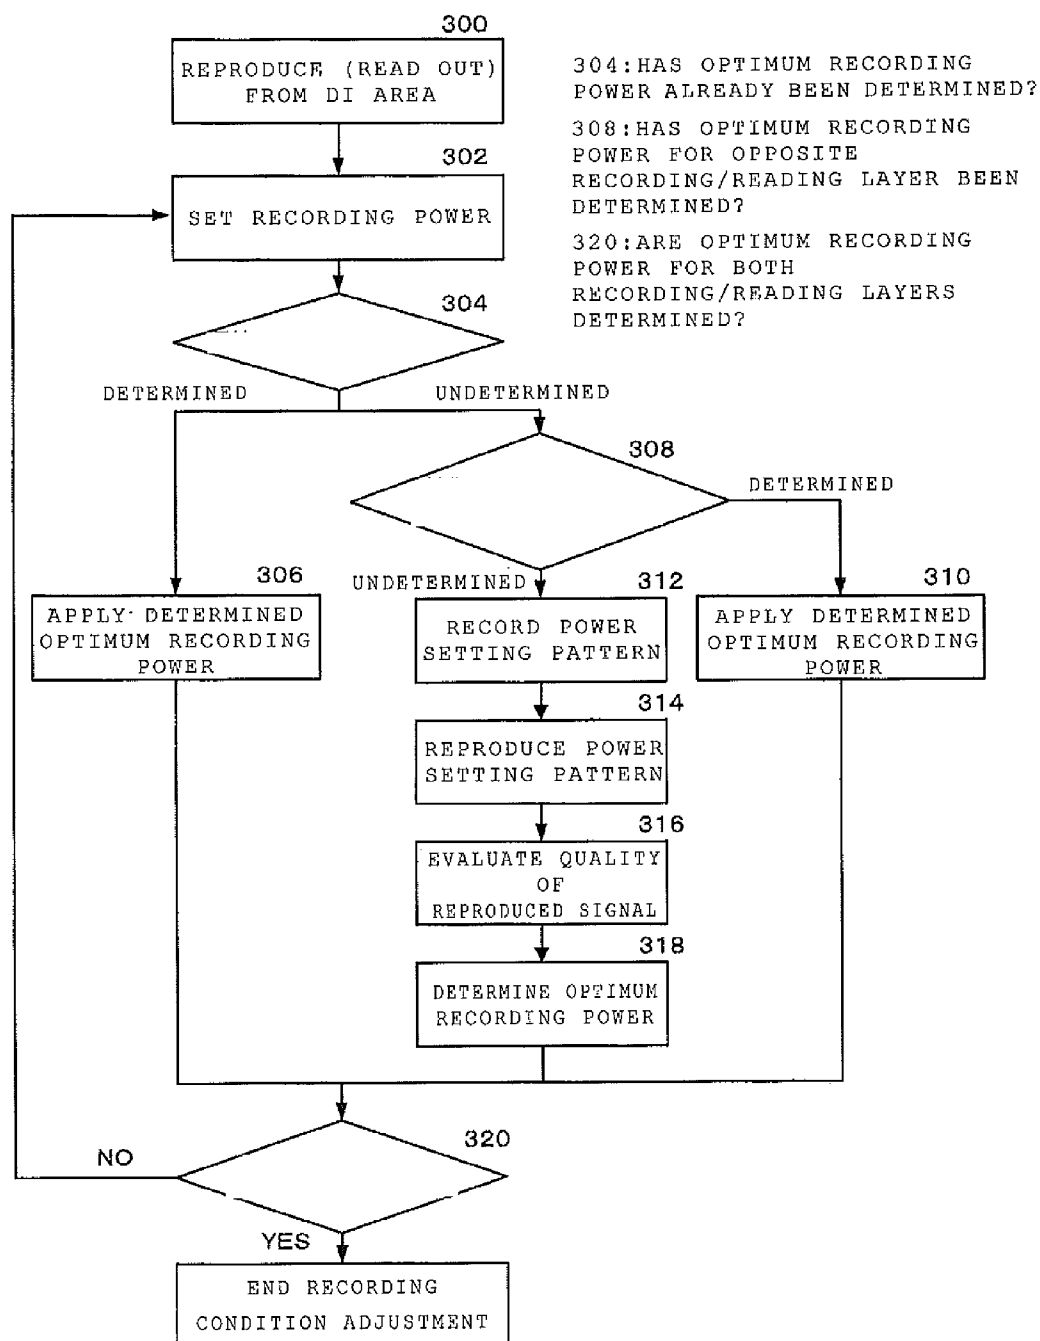 300
REPRODUCE (READ OUT)
FROM DI AREA
304:HAS OPTIMUM RECORDING
POWER ALREADY BEEN DETERMINED?
308:HAS OPTIMUM RECORDING
POWER FOR OPPOSITE
RECORDING/READING LAYER BEEN
DETERMINED?
320:ARE OPTIMUM RECORDING
POWER FOR BOTH
RECORDING/READING LAYERS
DETERMINED?
302
SET RECORDING POWER
304
DETERMINED
UNDETERMINED
308
DETERMINED
UNDETERMINED
306
APPLY DETERMINED
OPTIMUM RECORDING
POWER
312
RECORD POWER
SETTING PATTERN
310
APPLY DETERMINED
OPTIMUM RECORDING
POWER
314
REPRODUCE POWER
SETTING PATTERN
316
EVALUATE QUALITY
OF
REPRODUCED SIGNAL
318
DETERMINE OPTIMUM
RECORDING POWER
320
NO
YES
END RECORDING
CONDITION ADJUSTMENT